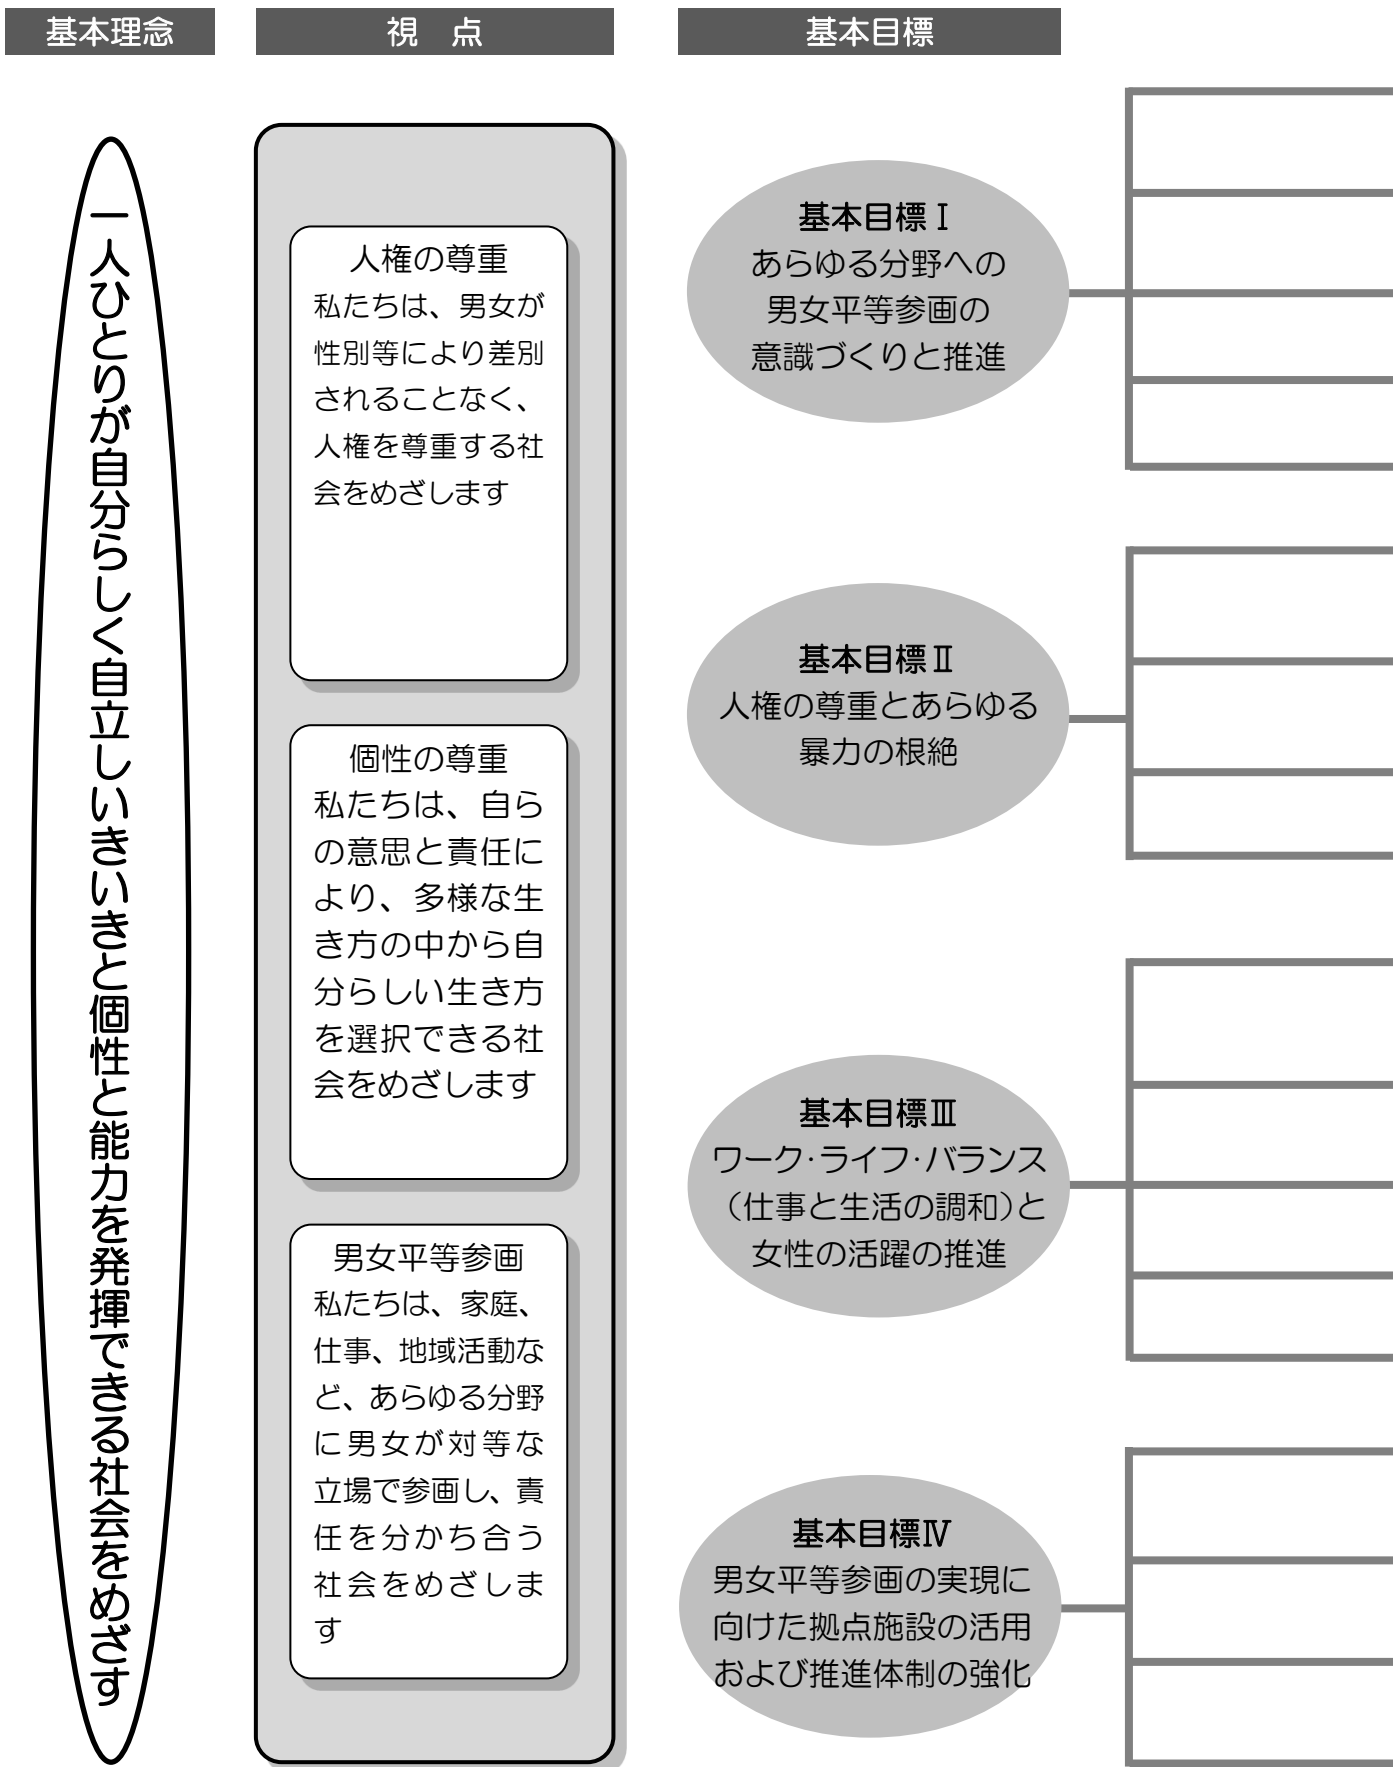 基本理念
視　点
基本目標
一人ひとりが自分らしく自立しいきいきと個性と能力を発揮できる社会をめざす
人権の尊重
私たちは、男女が
性別等により差別
されることなく、
人権を尊重する社
会をめざします
個性の尊重
私たちは、自ら
の意思と責任に
より、多様な生
き方の中から自
分らしい生き方
を選択できる社
会をめざします
男女平等参画
私たちは、家庭、
仕事、地域活動な
ど、あらゆる分野
に男女が対等な
立場で参画し、責
任を分かち合う
社会をめざしま
す
基本目標Ⅰ
あらゆる分野への
男女平等参画の
意識づくりと推進
基本目標Ⅱ
人権の尊重とあらゆる
暴力の根絶
基本目標Ⅲ
ワーク・ライフ・バランス
（仕事と生活の調和）と
女性の活躍の推進
基本目標Ⅳ
男女平等参画の実現に
向けた拠点施設の活用
および推進体制の強化